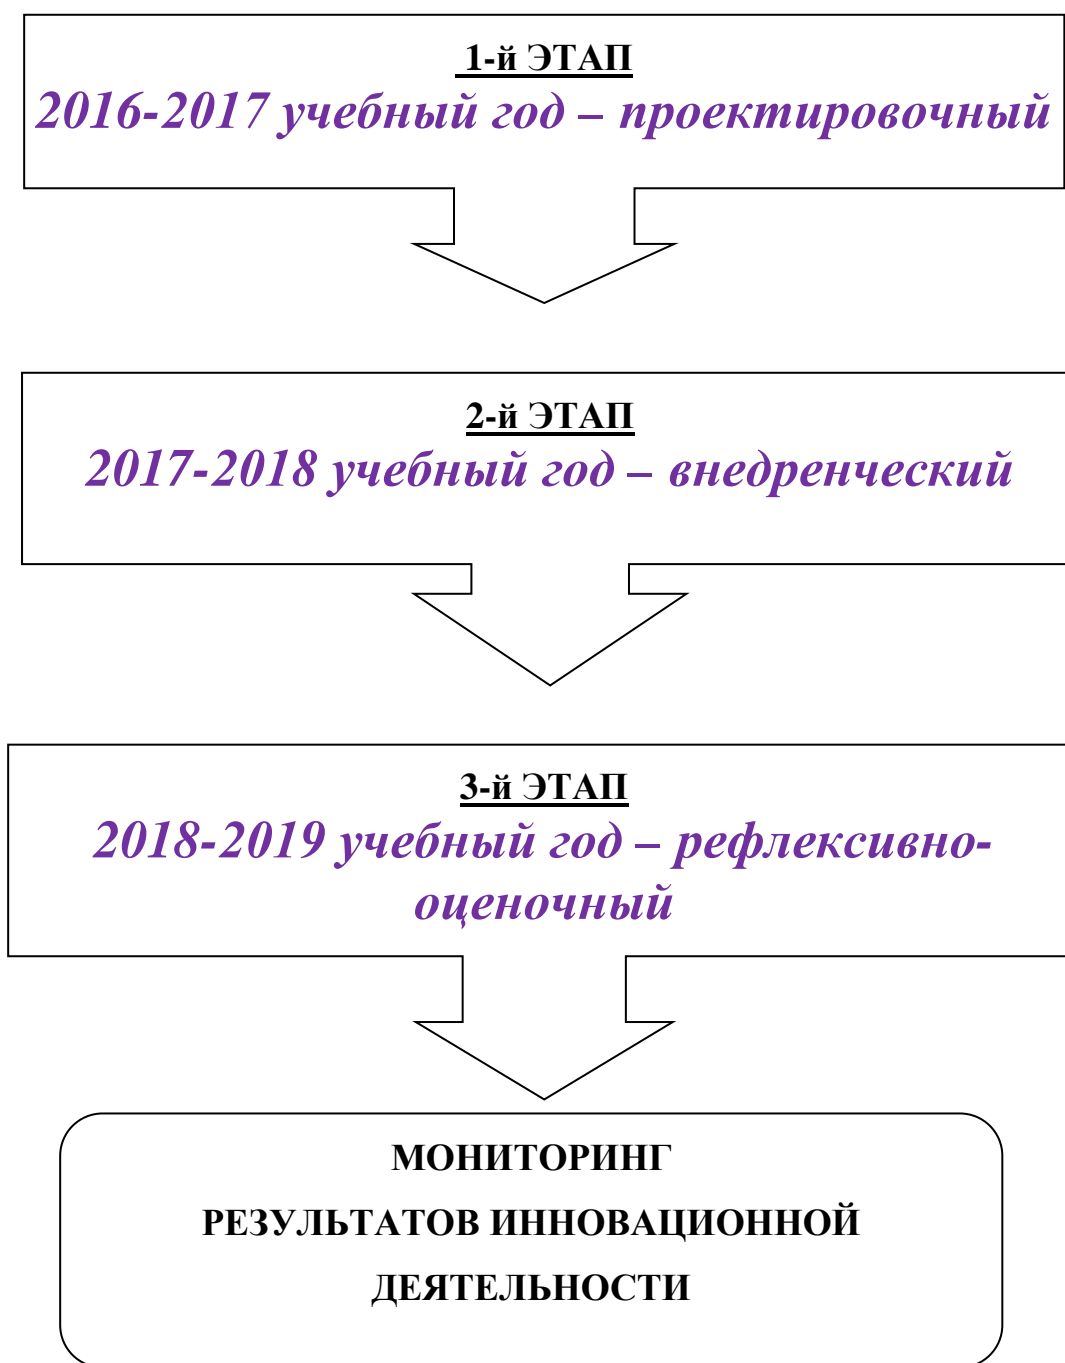 1-й ЭТАП
2016-2017 учебный год – проектировочный
2-й ЭТАП
2017-2018 учебный год – внедренческий
3-й ЭТАП
2018-2019 учебный год – рефлексивно-
оценочный
МОНИТОРИНГ
РЕЗУЛЬТАТОВ ИННОВАЦИОННОЙ
ДЕЯТЕЛЬНОСТИ